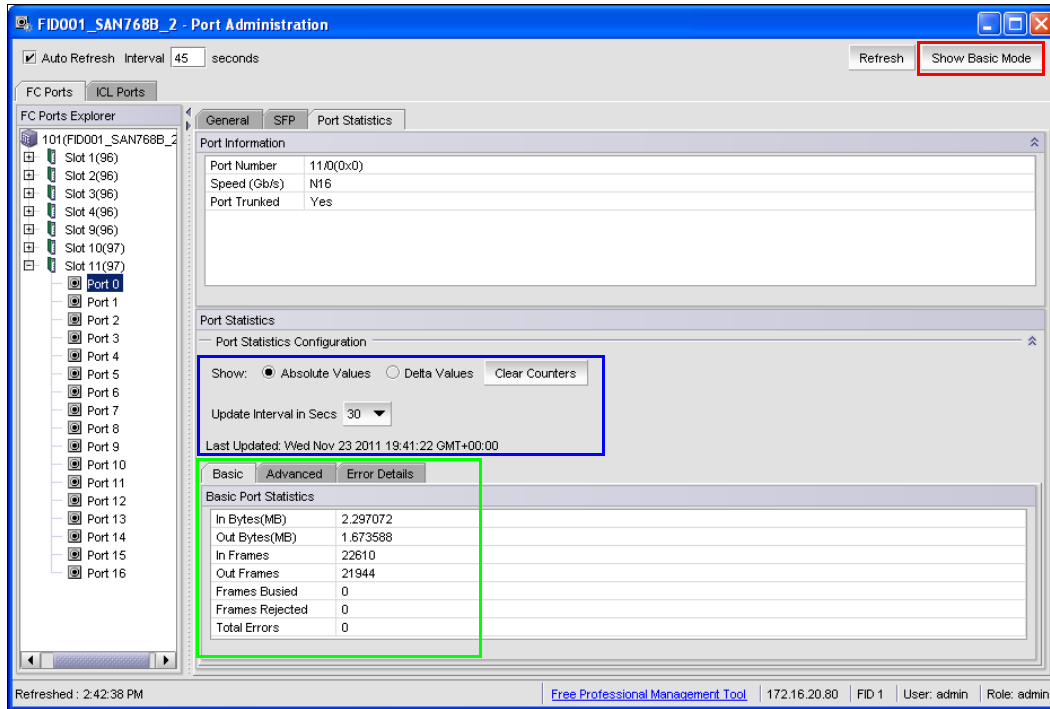 FID001_SAN768B_2 - Port Administration
Auto Refresh Interval 45 seconds Refresh Show Basic Mode
FC Ports ICL Ports
FC Ports Explorer
101(FID001_SAN768B_2
Slot 1(96)
Slot 2(96)
Slot 3(96)
Slot 4(96)
Slot 9(96)
Slot 10(97)
Slot 11(97)
Port 0
Port 1
Port 2
Port 3
Port 4
Port 5
Port 6
Port 7
Port 8
Port 9
Port 10
Port 11
Port 12
Port 13
Port 14
Port 15
Port 16
General SFP Port Statistics
Port Information
Port Number 11/0(0x0)
Speed (Gb/s) N16
Port Trunked Yes
Port Statistics
Port Statistics Configuration
Show: Absolute Values Delta Values Clear Counters
Update Interval in Secs 30
Last Updated: Wed Nov 23 2011 19:41:22 GMT+00:00
Basic Advanced Error Details
Basic Port Statistics
In Bytes(MB) 2.297072
Out Bytes(MB) 1.673588
In Frames 22610
Out Frames 21944
Frames Busied 0
Frames Rejected 0
Total Errors 0
Refreshed : 2:42:38 PM Free Professional Management Tool 172.16.20.80 FID 1 User: admin Role: admin